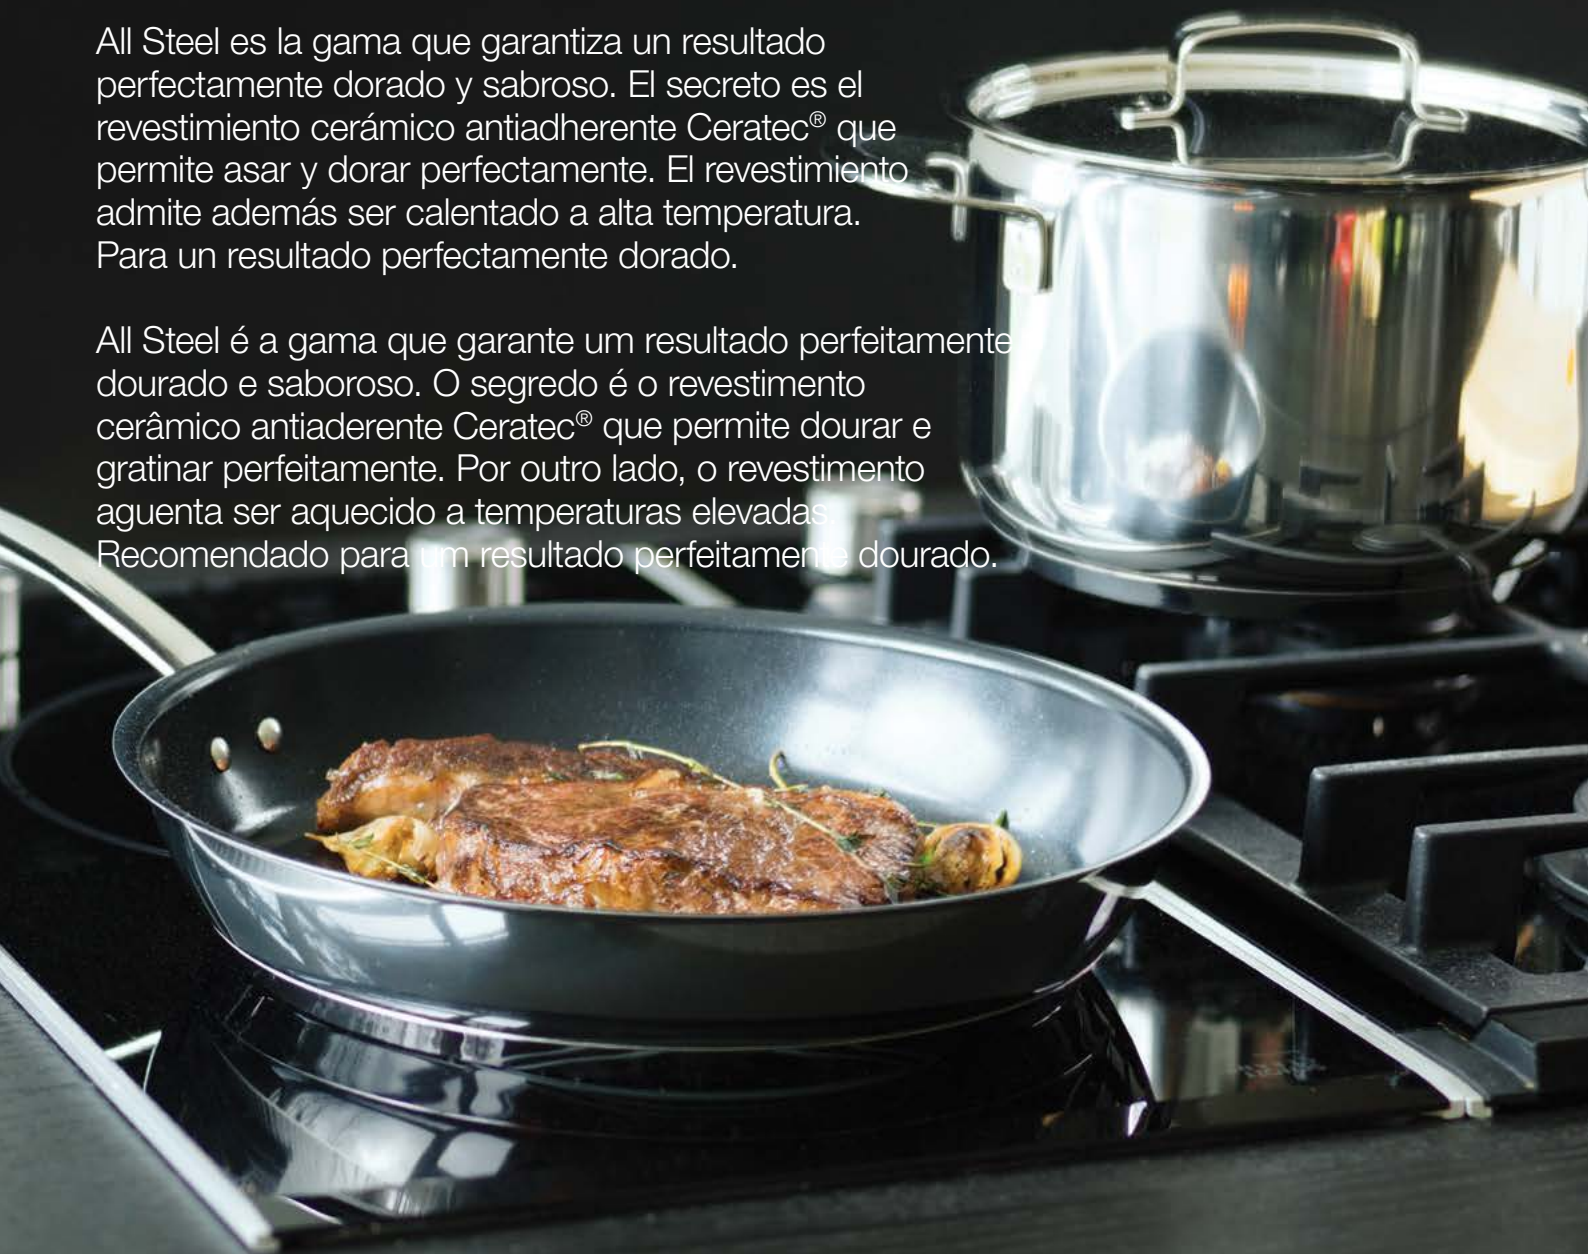 All Steel es la gama que garantiza un resultado
perfectamente dorado y sabroso. El secreto es el
revestimiento cerámico antiadherente Ceratec® que
permite asar y dorar perfectamente. El revestimiento
admite además ser calentado a alta temperatura.
Para un resultado perfectamente dorado.

All Steel é a gama que garante um resultado perfeitamente
dourado e saboroso. O segredo é o revestimento
cerâmico antiaderente Ceratec® que permite dourar e
gratinar perfeitamente. Por outro lado, o revestimento
aguenta ser aquecido a temperaturas elevadas.
Recomendado para um resultado perfeitamente dourado.